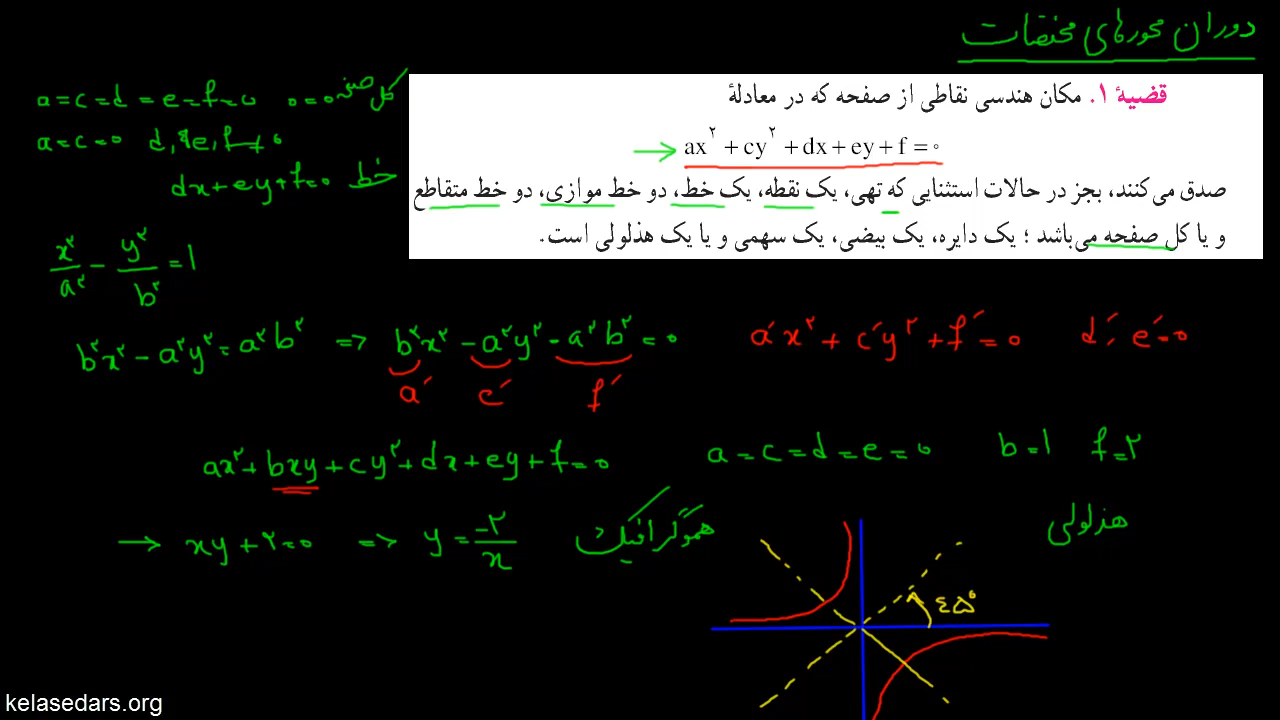 دوران محورهای مختصات
قضیهٔ ۱. مکان هندسی نقاطی از صفحه که در معادلهٔ
ax² + cy² + dx + ey + f = ۰
صدق می‌کنند، بجز در حالات استثنایی که تهی، یک نقطه، یک خط، دو خط موازی، دو خط متقاطع
و یا کل صفحه می‌باشد ؛ یک دایره، یک بیضی، یک سهمی و یا یک هذلولی است.
a = c = d = e = f = ۰ ۰ = ۰ کل صفحه
a = c = ۰ d, e, f ≠ ۰
dx + ey + f = ۰ خط
x²/a² − y²/b² = ۱
b²x² − a²y² = a²b² ⇒ b²x² − a²y² − a²b² = ۰ a′x² + c′y² + f′ = ۰ d′, e′ = ۰
a′ c′ f′
ax² + bxy + cy² + dx + ey + f = ۰ a = c = d = e = ۰ b = ۱ f = ۲
→ xy + ۲ = ۰ ⇒ y = −۲/x هموگرافیک هذلولی
۴۵°
kelasedars.org